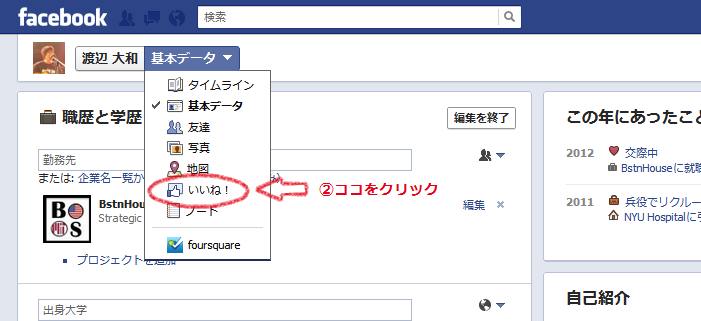 facebook
検索
渡辺 大和 基本データ
タイムライン
基本データ
友達
写真
地図
いいね！
ノート
foursquare
②ココをクリック
職歴と学歴
編集を終了
勤務先
または: 企業名一覧か
BstnHous
Strategic
編集 ×
プロジェクトを追加
出身大学
この年にあったこと
2012 交際中
BstnHouseに就職
2011 兵役でリクルー
NYU Hospitalに引
自己紹介